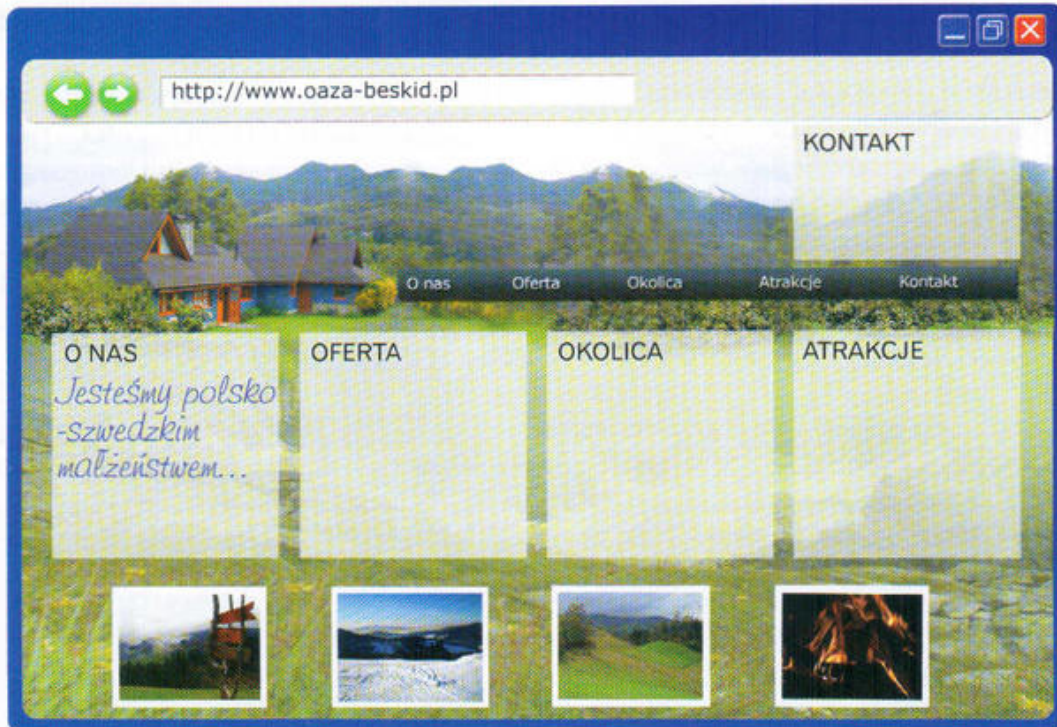 http://www.oaza-beskid.pl
KONTAKT
O nas Oferta Okolica Atrakcje Kontakt
O NAS
Jesteśmy polsko
-szwedzkim
małżeństwem...
OFERTA
OKOLICA
ATRAKCJE